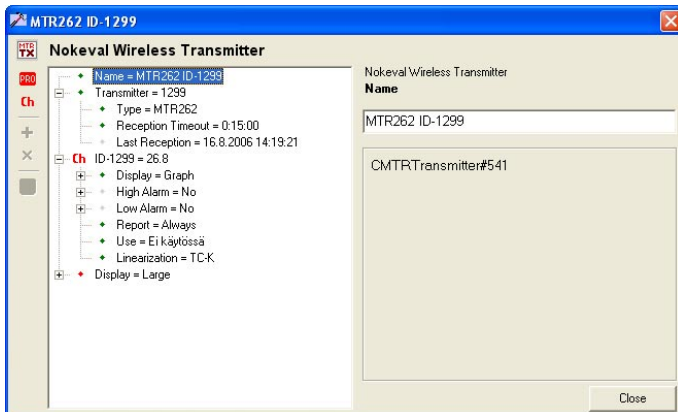 MTR262 ID-1299
MTR
TX
Nokeval Wireless Transmitter
PRO
Ch
Name = MTR262 ID-1299
Transmitter = 1299
Type = MTR262
Reception Timeout = 0:15:00
Last Reception = 16.8.2006 14:19:21
Ch ID-1299 = 26.8
Display = Graph
High Alarm = No
Low Alarm = No
Report = Always
Use = Ei käytössä
Linearization = TC-K
Display = Large
Nokeval Wireless Transmitter
Name
MTR262 ID-1299
CMTRTransmitter#541
Close